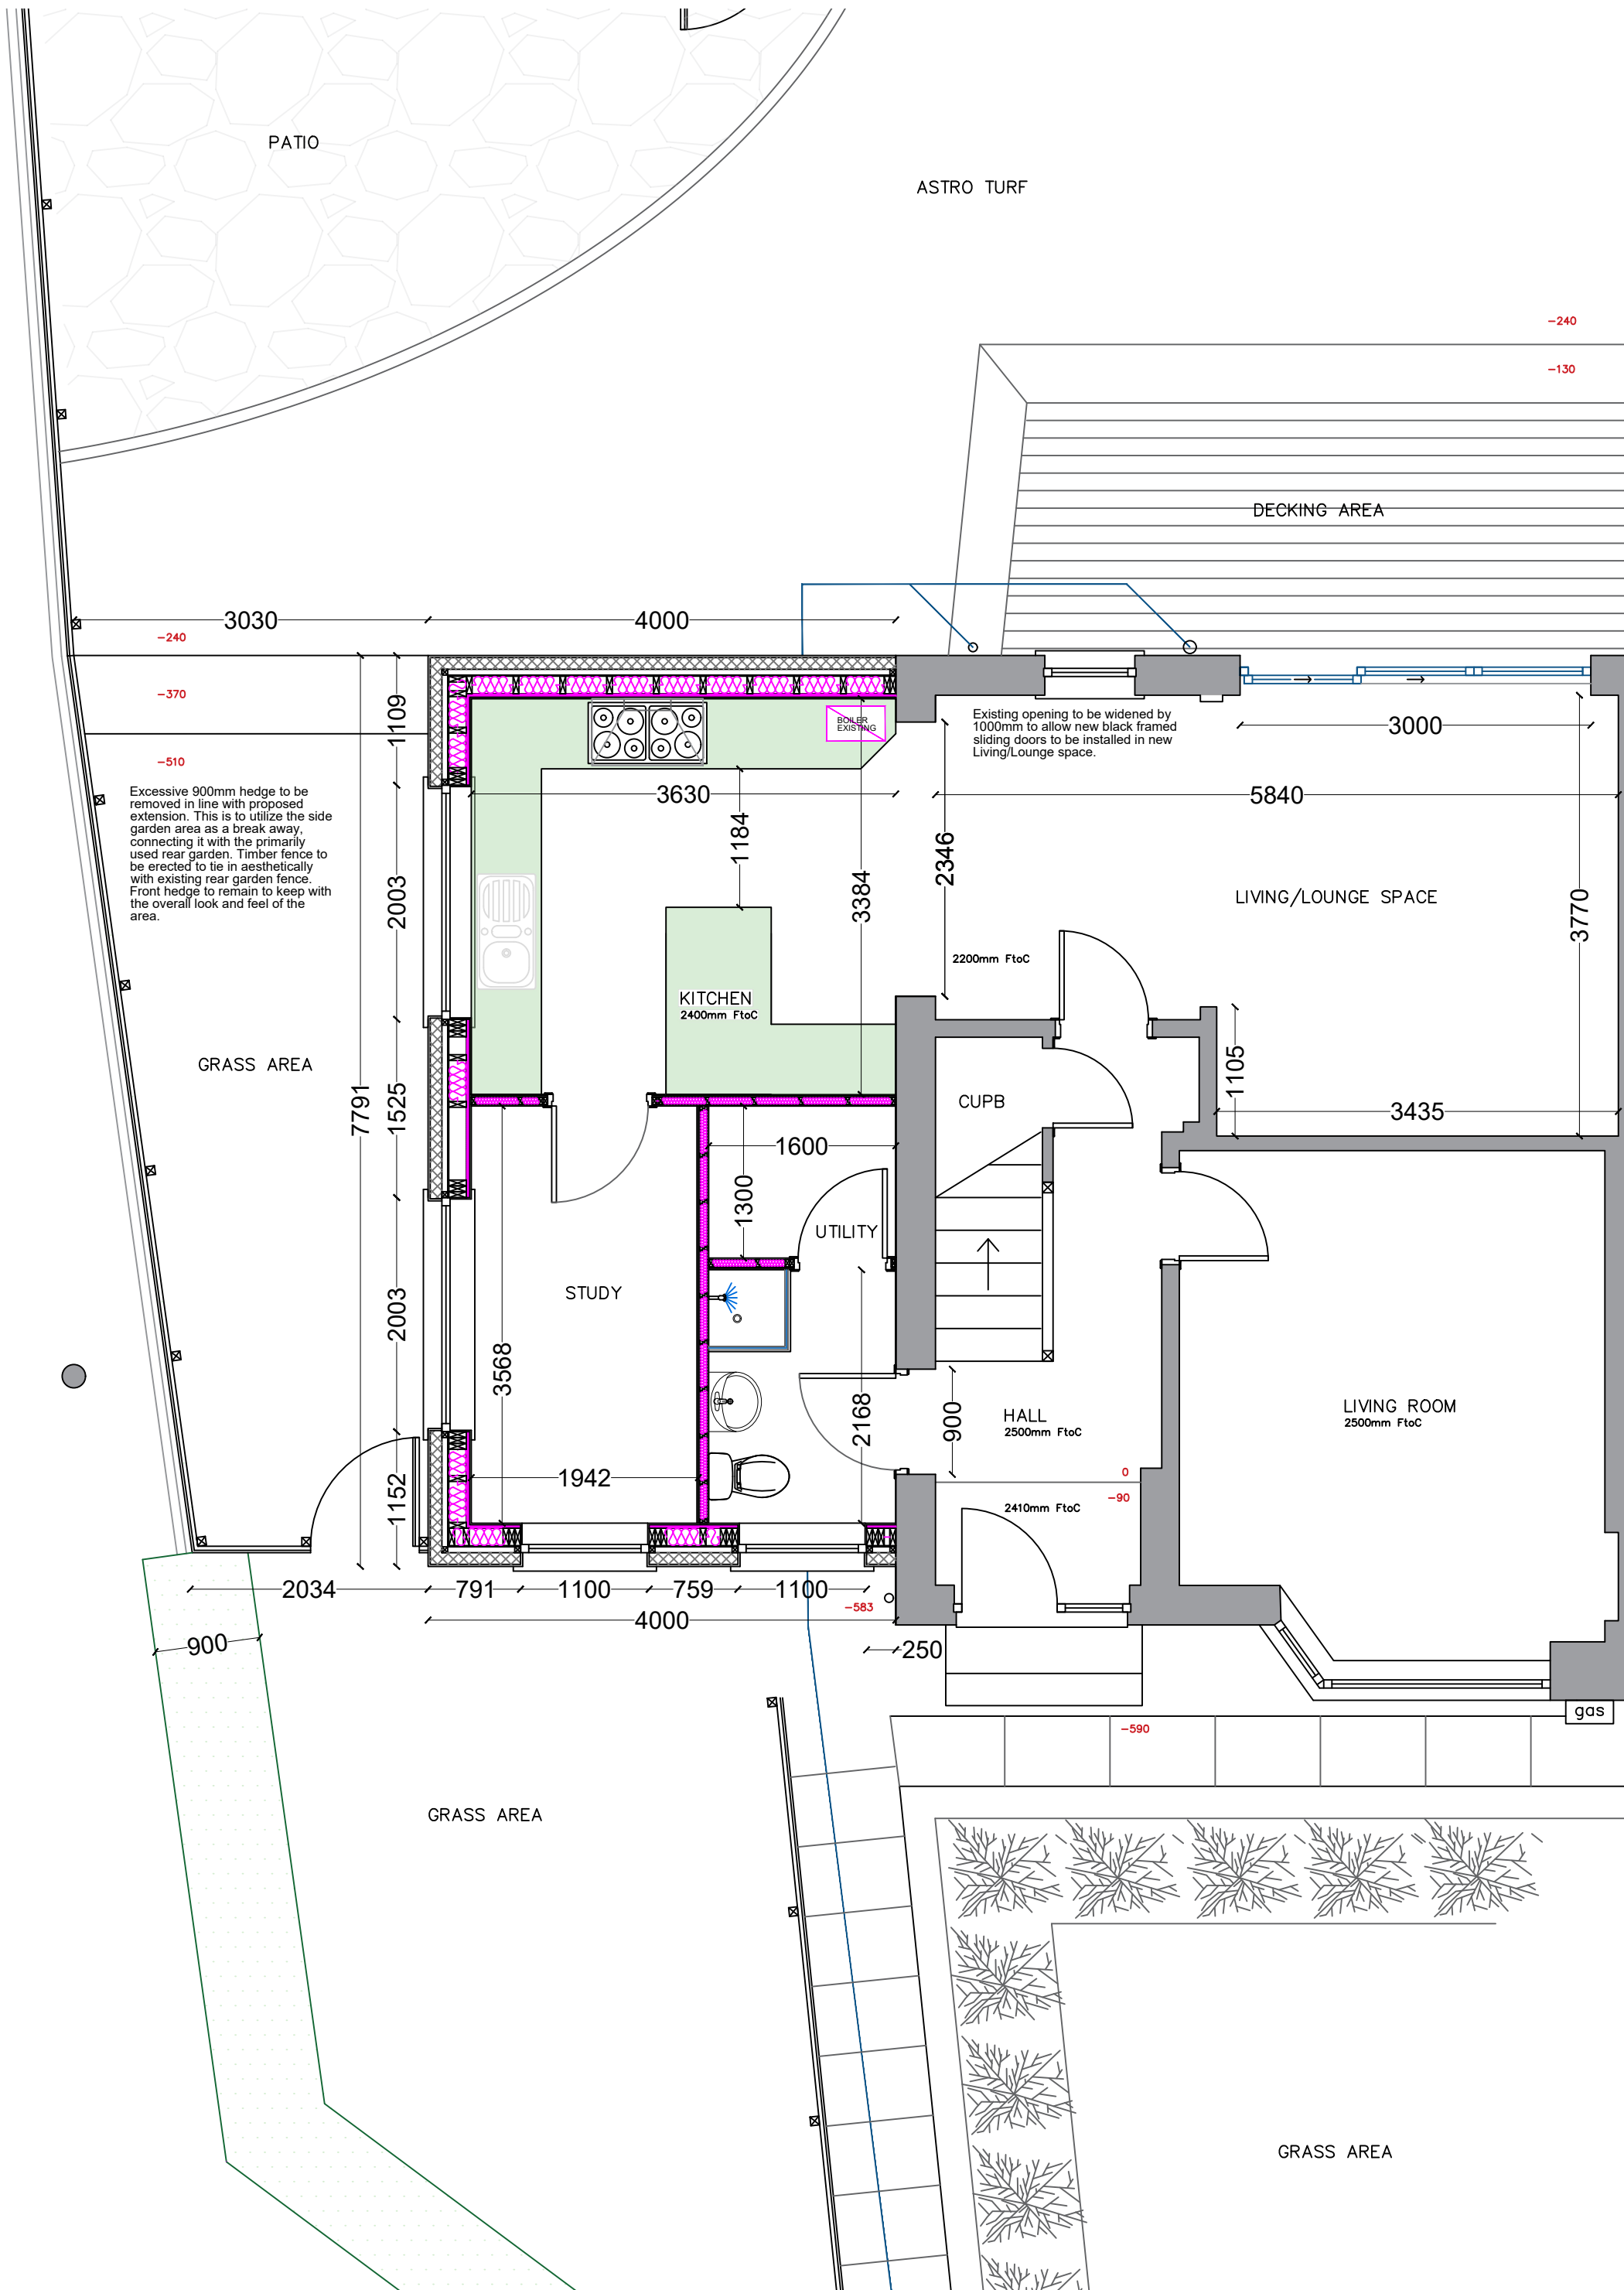 PATIO
ASTRO TURF
-240
-130
DECKING AREA
3030
4000
-240
-370
-510
1109
BOILER
EXISTING
Existing opening to be widened by
1000mm to allow new black framed
sliding doors to be installed in new
Living/Lounge space.
3000
3630
5840
Excessive 900mm hedge to be
removed in line with proposed
extension. This is to utilize the side
garden area as a break away,
connecting it with the primarily
used rear garden. Timber fence to
be erected to tie in aesthetically
with existing rear garden fence.
Front hedge to remain to keep with
the overall look and feel of the
area.
1184
2346
2003
3384
LIVING/LOUNGE SPACE
3770
2200mm FtoC
KITCHEN
2400mm FtoC
GRASS AREA
7791
1525
1105
CUPB
3435
1600
1300
UTILITY
STUDY
2003
3568
2168
900
HALL
2500mm FtoC
LIVING ROOM
2500mm FtoC
1942
1152
0
-90
2410mm FtoC
2034
791
1100
759
1100
-583
4000
900
250
gas
-590
GRASS AREA
GRASS AREA